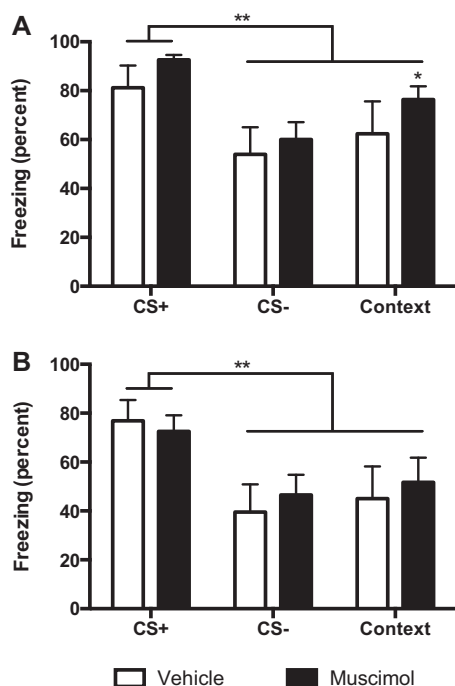 A
**
*
Freezing (percent)
100
80
60
40
20
0
CS+ CS- Context
B
**
Freezing (percent)
100
80
60
40
20
0
CS+ CS- Context
Vehicle Muscimol